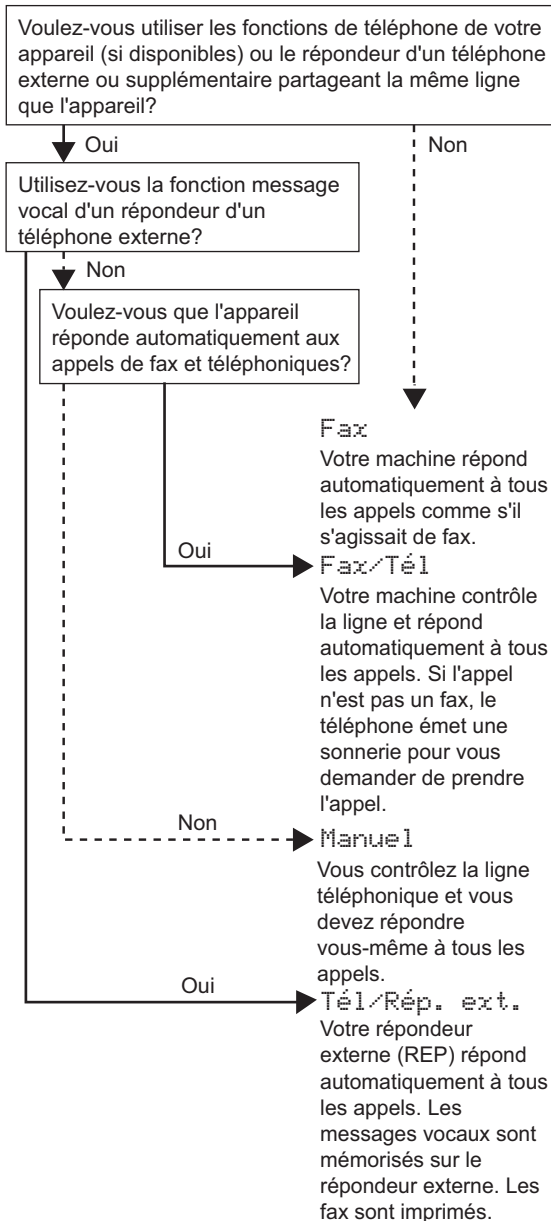 Voulez-vous utiliser les fonctions de téléphone de votre
appareil (si disponibles) ou le répondeur d'un téléphone
externe ou supplémentaire partageant la même ligne
que l'appareil?
Oui
Non
Utilisez-vous la fonction message
vocal d'un répondeur d'un
téléphone externe?
Non
Voulez-vous que l'appareil
réponde automatiquement aux
appels de fax et téléphoniques?
Fax
Votre machine répond
automatiquement à tous
les appels comme s'il
s'agissait de fax.
Oui
Fax/Tél
Votre machine contrôle
la ligne et répond
automatiquement à tous
les appels. Si l'appel
n'est pas un fax, le
téléphone émet une
sonnerie pour vous
demander de prendre
l'appel.
Non
Manuel
Vous contrôlez la ligne
téléphonique et vous
devez répondre
vous-même à tous les
appels.
Oui
Tél/Rép. ext.
Votre répondeur
externe (REP) répond
automatiquement à tous
les appels. Les
messages vocaux sont
mémorisés sur le
répondeur externe. Les
fax sont imprimés.